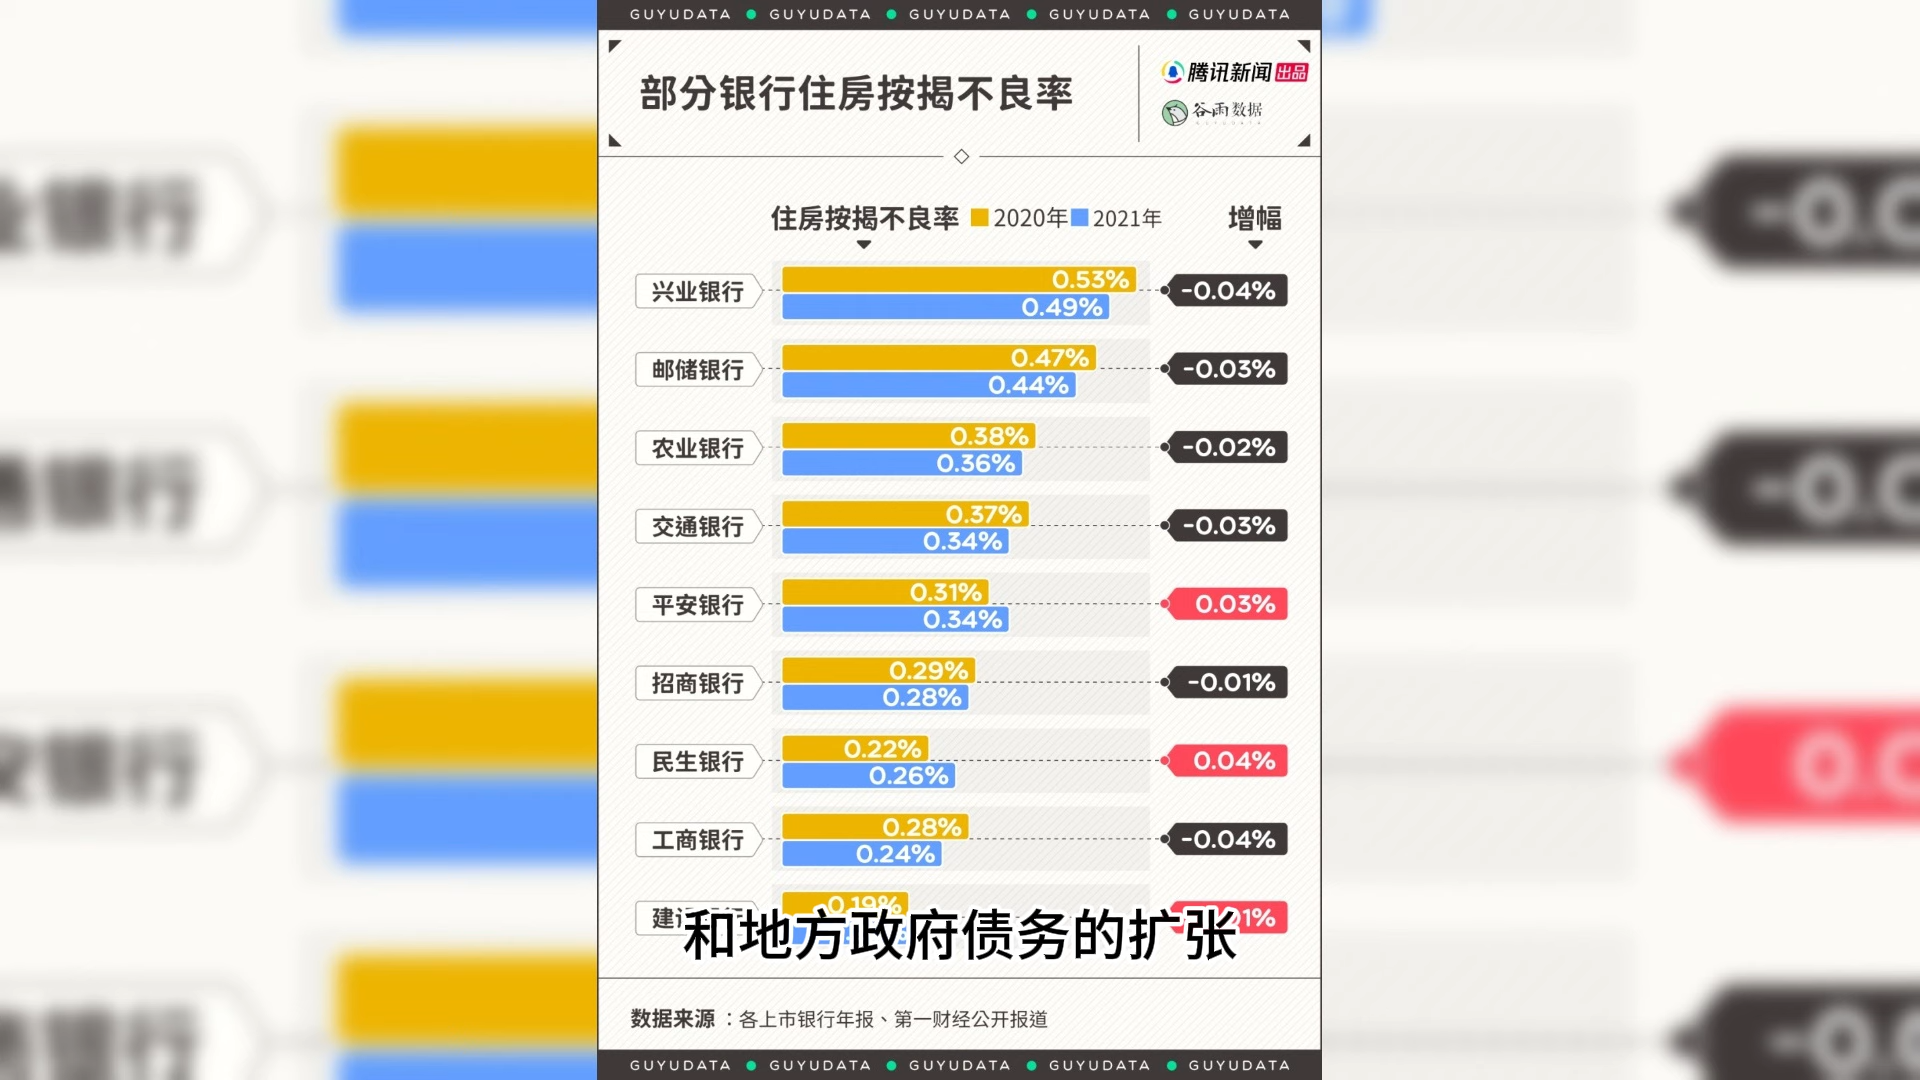 GUYUDATA ● GUYUDATA ● GUYUDATA ● GUYUDATA ● GUYUDATA
部分银行住房按揭不良率
腾讯新闻 出品
谷雨数据
住房按揭不良率 2020年 2021年 增幅
兴业银行 0.53% 0.49% -0.04%
邮储银行 0.47% 0.44% -0.03%
农业银行 0.38% 0.36% -0.02%
交通银行 0.37% 0.34% -0.03%
平安银行 0.31% 0.34% 0.03%
招商银行 0.29% 0.28% -0.01%
民生银行 0.22% 0.26% 0.04%
工商银行 0.28% 0.24% -0.04%
建 0.19%
和地方政府债务的扩张
数据来源：各上市银行年报、第一财经公开报道
GUYUDATA ● GUYUDATA ● GUYUDATA ● GUYUDATA ● GUYUDATA